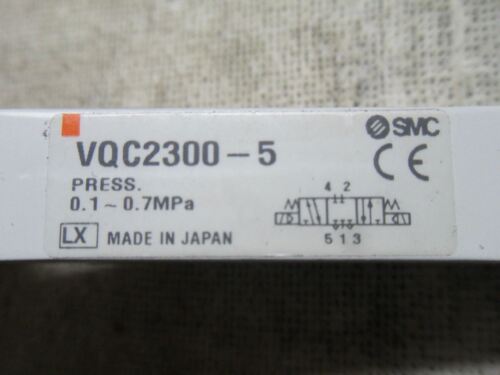 SMC
VQC2300-5
CE
PRESS.
0.1~0.7MPa
4 2
5 1 3
LX MADE IN JAPAN